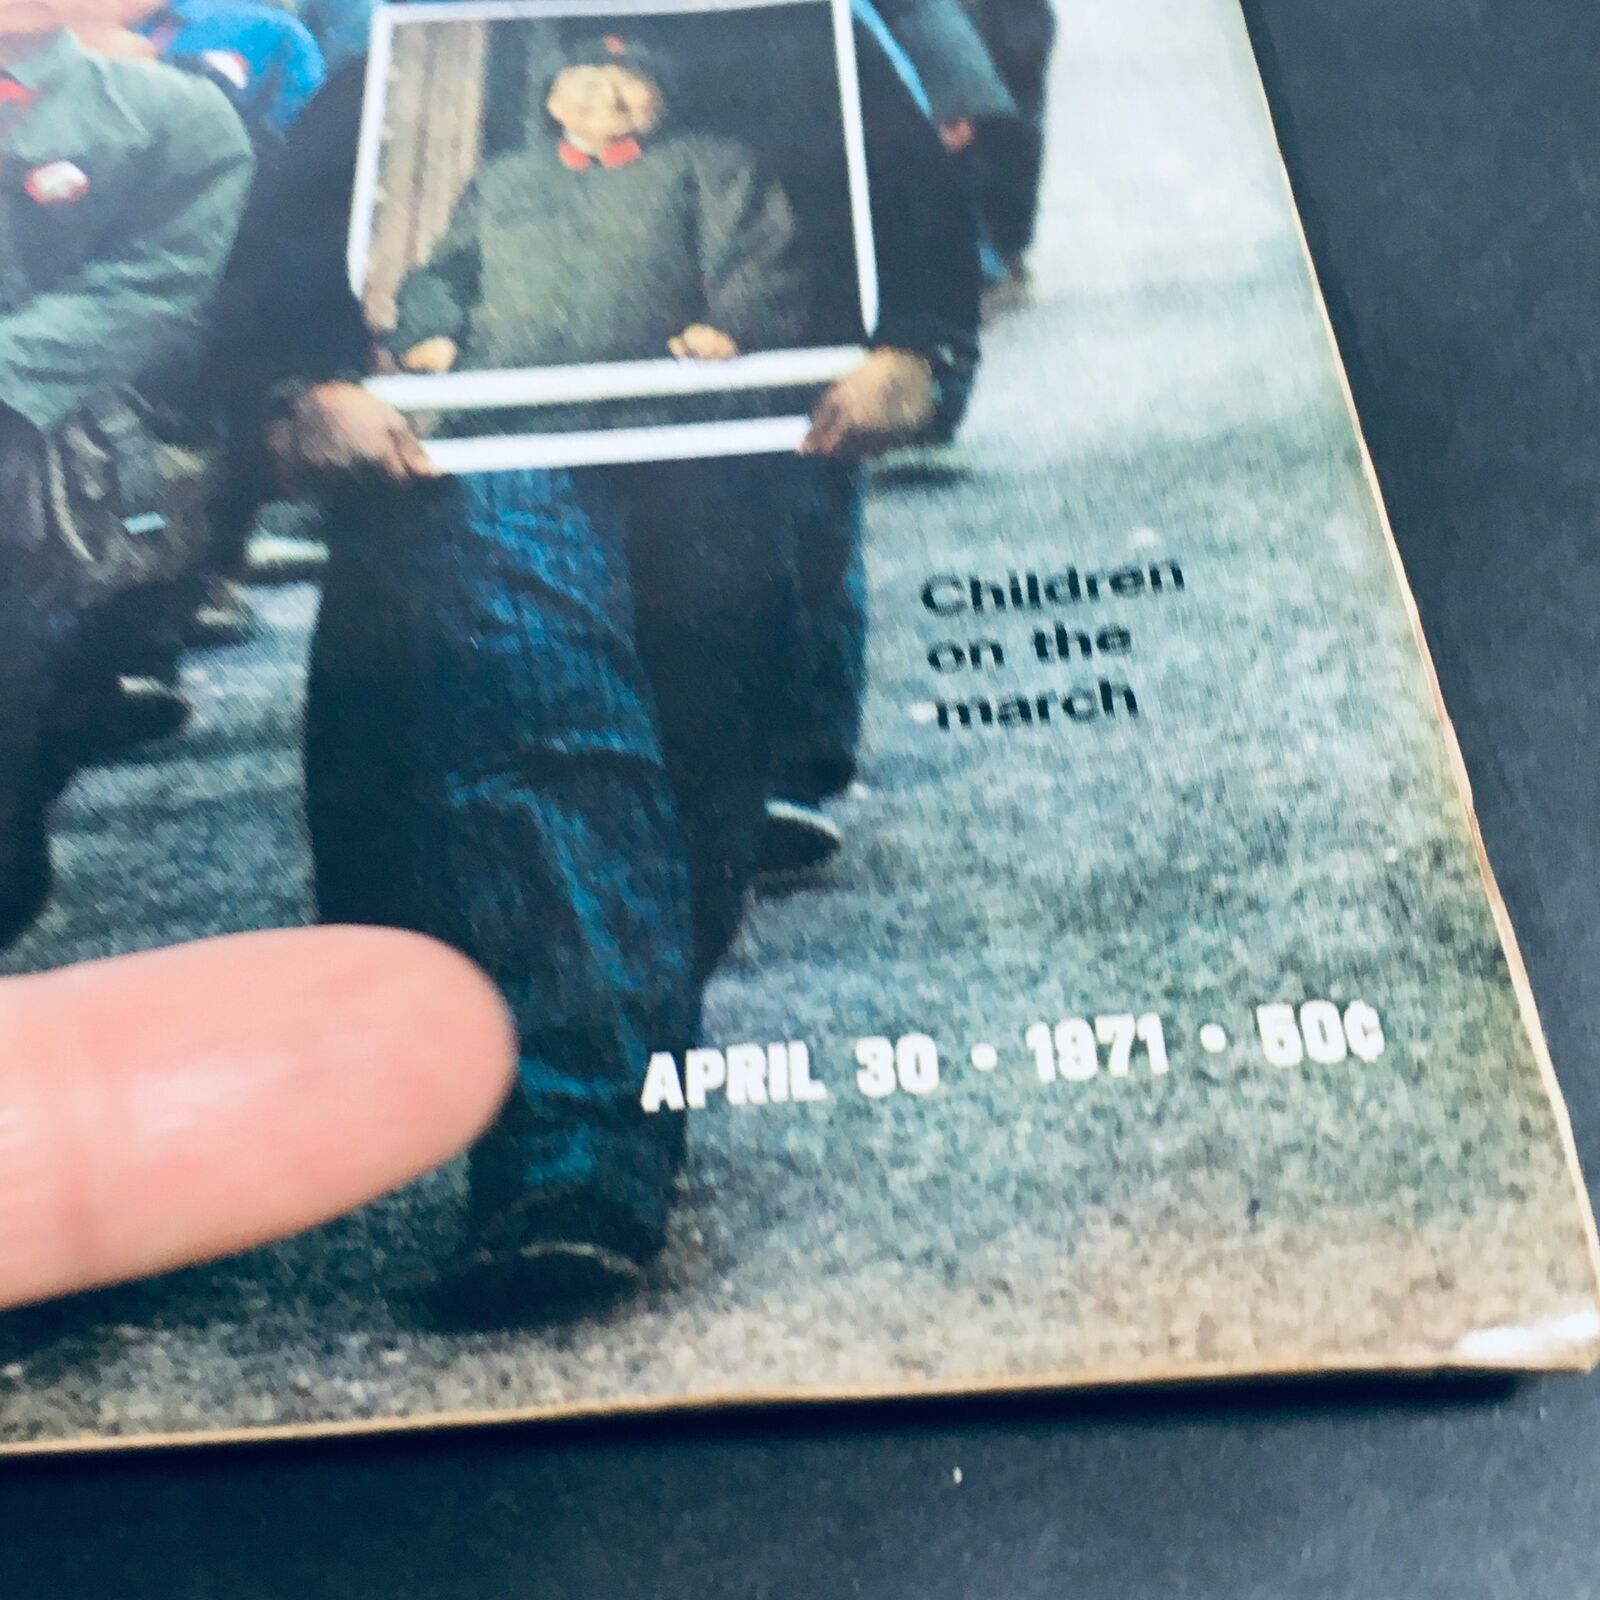 Children
on the
march
APRIL 30 • 1971 • 50¢